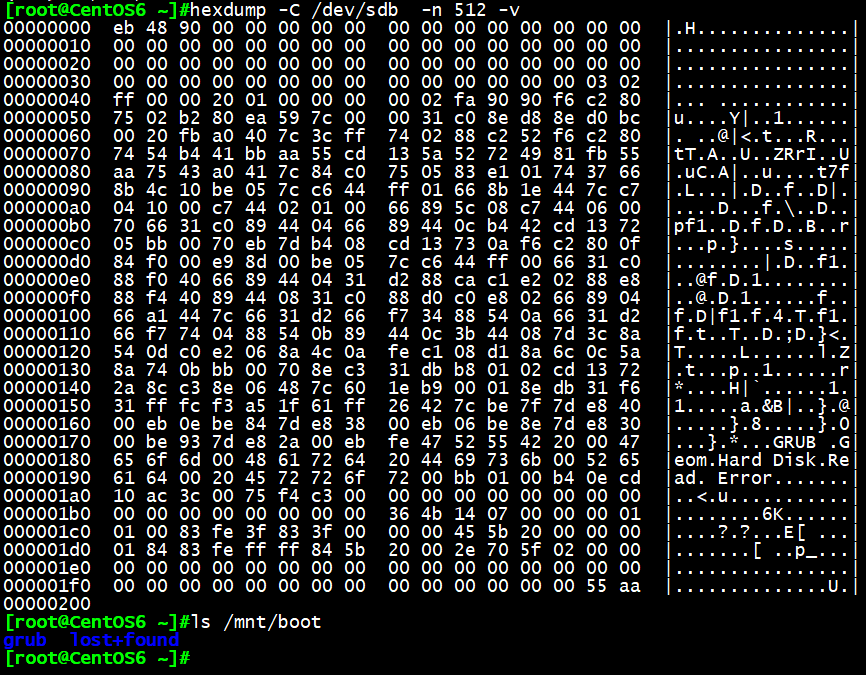 [root@CentOS6 ~]#hexdump -C /dev/sdb  -n 512 -v
00000000  eb 48 90 00 00 00 00 00  00 00 00 00 00 00 00 00  |.H..............|
00000010  00 00 00 00 00 00 00 00  00 00 00 00 00 00 00 00  |................|
00000020  00 00 00 00 00 00 00 00  00 00 00 00 00 00 00 00  |................|
00000030  00 00 00 00 00 00 00 00  00 00 00 00 00 00 03 02  |................|
00000040  ff 00 00 20 01 00 00 00  00 02 fa 90 90 f6 c2 80  |... ............|
00000050  75 02 b2 80 ea 59 7c 00  00 31 c0 8e d8 8e d0 bc  |u....Y|..1......|
00000060  00 20 fb a0 40 7c 3c ff  74 02 88 c2 52 f6 c2 80  |. ..@|<.t...R...|
00000070  74 54 b4 41 bb aa 55 cd  13 5a 52 72 49 81 fb 55  |tT.A..U..ZRrI..U|
00000080  aa 75 43 a0 41 7c 84 c0  75 05 83 e1 01 74 37 66  |.uC.A|..u....t7f|
00000090  8b 4c 10 be 05 7c c6 44  ff 01 66 8b 1e 44 7c c7  |.L...|.D..f..D|.|
000000a0  04 10 00 c7 44 02 01 00  66 89 5c 08 c7 44 06 00  |....D...f.\..D..|
000000b0  70 66 31 c0 89 44 04 66  89 44 0c b4 42 cd 13 72  |pf1..D.f.D..B..r|
000000c0  05 bb 00 70 eb 7d b4 08  cd 13 73 0a f6 c2 80 0f  |...p.}....s.....|
000000d0  84 f0 00 e9 8d 00 be 05  7c c6 44 ff 00 66 31 c0  |........|.D..f1.|
000000e0  88 f0 40 66 89 44 04 31  d2 88 ca c1 e2 02 88 e8  |..@f.D.1........|
000000f0  88 f4 40 89 44 08 31 c0  88 d0 c0 e8 02 66 89 04  |..@.D.1......f..|
00000100  66 a1 44 7c 66 31 d2 66  f7 34 88 54 0a 66 31 d2  |f.D|f1.f.4.T.f1.|
00000110  66 f7 74 04 88 54 0b 89  44 0c 3b 44 08 7d 3c 8a  |f.t..T..D.;D.}<.|
00000120  54 0d c0 e2 06 8a 4c 0a  fe c1 08 d1 8a 6c 0c 5a  |T.....L......l.Z|
00000130  8a 74 0b bb 00 70 8e c3  31 db b8 01 02 cd 13 72  |.t...p..1......r|
00000140  2a 8c c3 8e 06 48 7c 60  1e b9 00 01 8e db 31 f6  |*....H|`......1.|
00000150  31 ff fc f3 a5 1f 61 ff  26 42 7c be 7f 7d e8 40  |1.....a.&B|..}.@|
00000160  00 eb 0e be 84 7d e8 38  00 eb 06 be 8e 7d e8 30  |.....}.8.....}.0|
00000170  00 be 93 7d e8 2a 00 eb  fe 47 52 55 42 20 00 47  |...}.*...GRUB .G|
00000180  65 6f 6d 00 48 61 72 64  20 44 69 73 6b 00 52 65  |eom.Hard Disk.Re|
00000190  61 64 00 20 45 72 72 6f  72 00 bb 01 00 b4 0e cd  |ad. Error.......|
000001a0  10 ac 3c 00 75 f4 c3 00  00 00 00 00 00 00 00 00  |..<.u...........|
000001b0  00 00 00 00 00 00 00 00  36 4b 14 07 00 00 00 01  |........6K......|
000001c0  01 00 83 fe 3f 83 3f 00  00 00 45 5b 20 00 00 00  |....?.?...E[ ...|
000001d0  01 84 83 fe ff ff 84 5b  20 00 2e 70 5f 02 00 00  |.......[ ..p_...|
000001e0  00 00 00 00 00 00 00 00  00 00 00 00 00 00 00 00  |................|
000001f0  00 00 00 00 00 00 00 00  00 00 00 00 00 00 55 aa  |..............U.|
00000200
[root@CentOS6 ~]#ls /mnt/boot
grub  lost+found
[root@CentOS6 ~]#